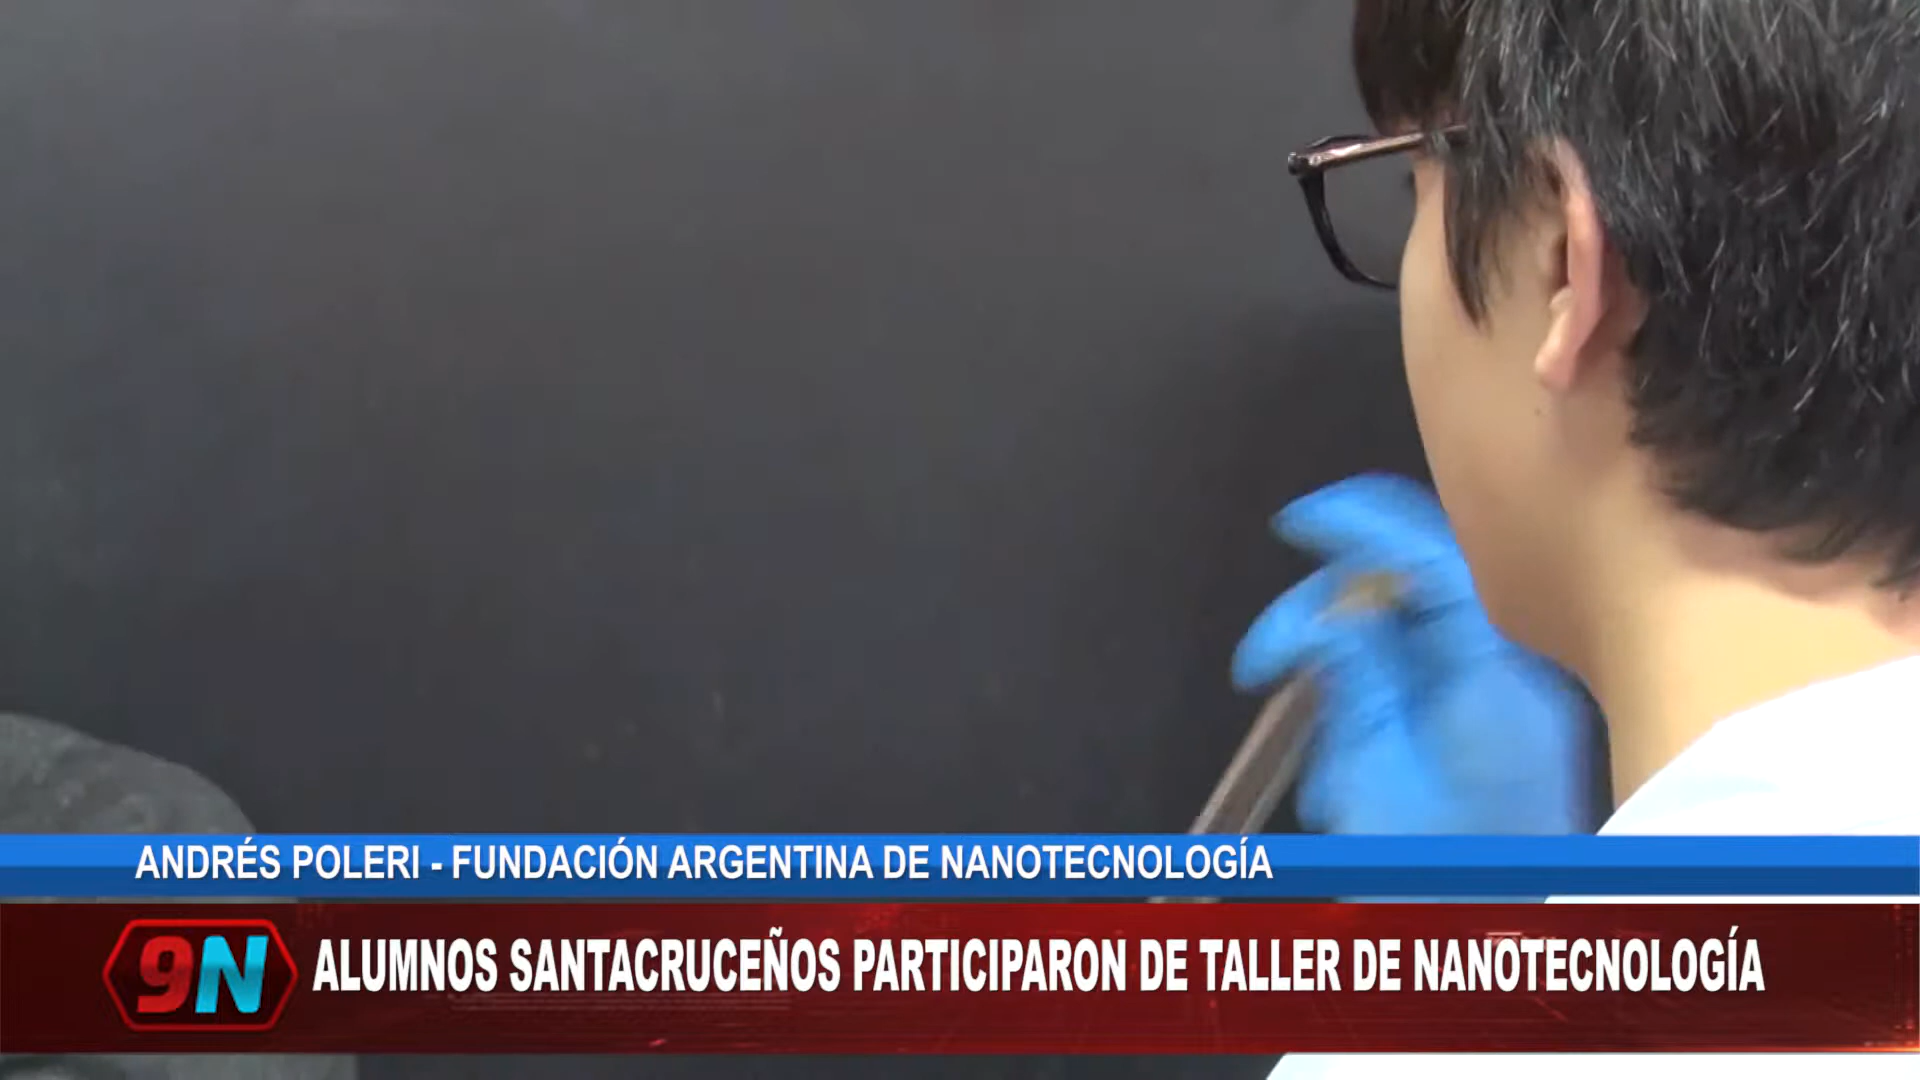 ANDRÉS POLERI - FUNDACIÓN ARGENTINA DE NANOTECNOLOGÍA
9N ALUMNOS SANTACRUCEÑOS PARTICIPARON DE TALLER DE NANOTECNOLOGÍA